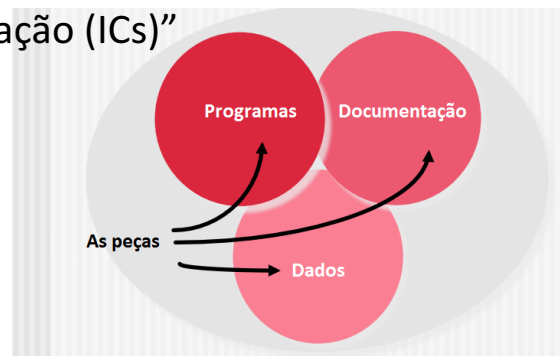 ação (ICs)”
Programas
Documentação
As peças
Dados